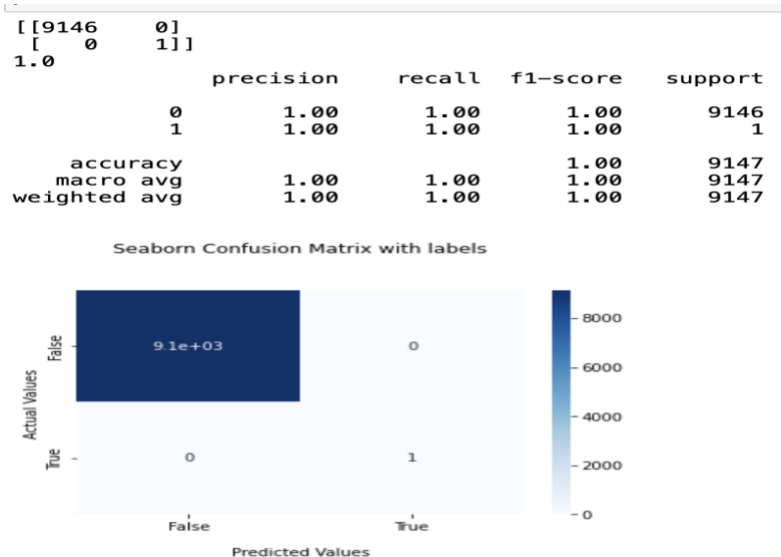 [[9146 0]
[ 0 1]]
1.0
precision recall f1-score support
0 1.00 1.00 1.00 9146
1 1.00 1.00 1.00 1
accuracy 1.00 9147
macro avg 1.00 1.00 1.00 9147
weighted avg 1.00 1.00 1.00 9147
Seaborn Confusion Matrix with labels
8000
False 9.1e+03 0
6000
Actual Values
4000
True 0 1
2000
0
False True
Predicted Values